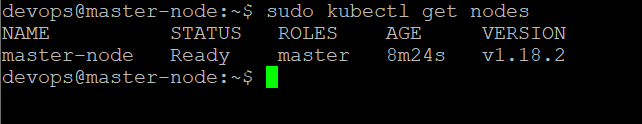 devops@master-node:~$ sudo kubectl get nodes
NAME          STATUS   ROLES    AGE     VERSION
master-node   Ready    master   8m24s   v1.18.2
devops@master-node:~$